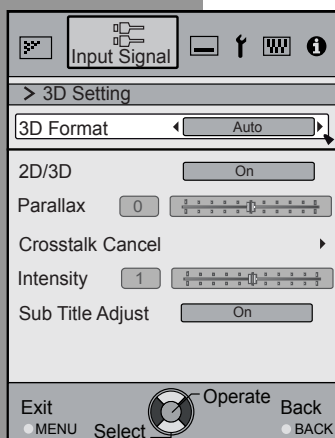 Input Signal
> 3D Setting
3D Format Auto
2D/3D On
Parallax 0
Crosstalk Cancel
Intensity 1
Sub Title Adjust On
Exit Operate Back
MENU Select BACK